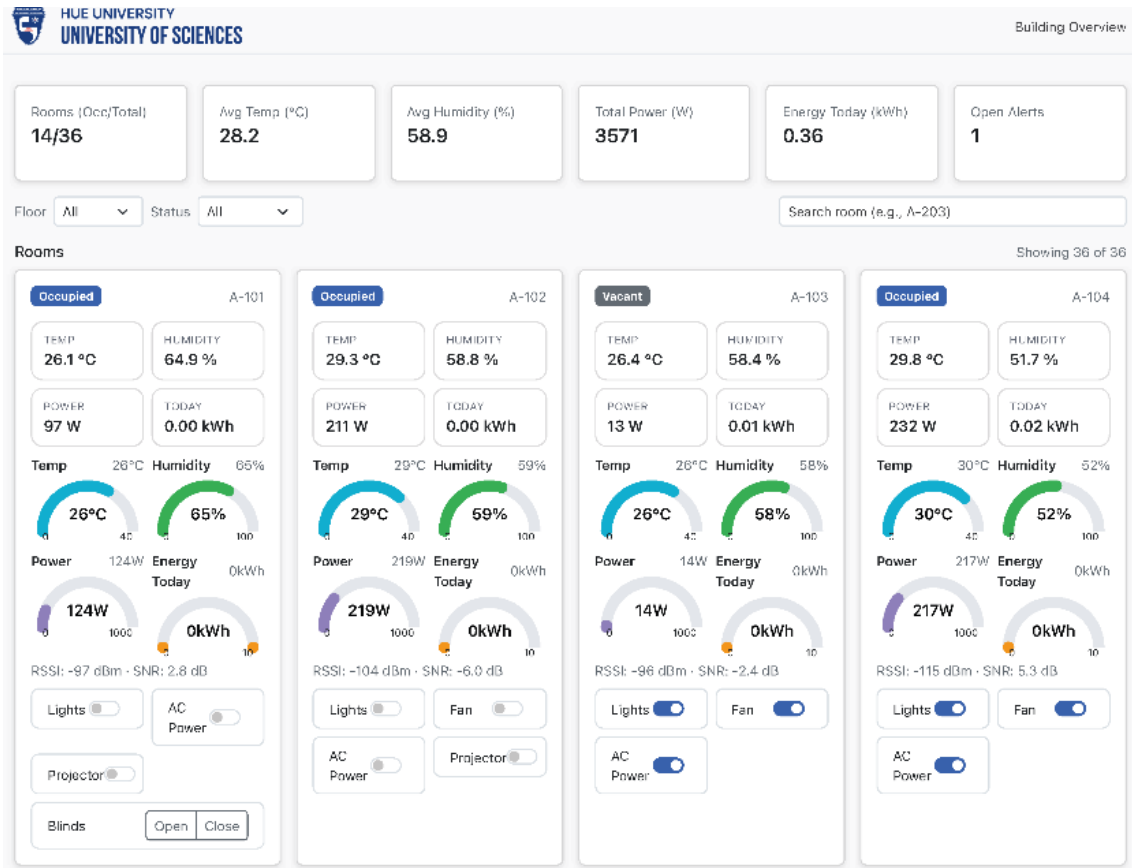 HUE UNIVERSITY
UNIVERSITY OF SCIENCES
Building Overview
Rooms (Occ/Total)
14/36
Avg Temp (°C)
28.2
Avg Humidity (%)
58.9
Total Power (W)
3571
Energy Today (kWh)
0.36
Open Alerts
1
Floor All Status All Search room (e.g., A-203)
Rooms Showing 36 of 36
Occupied A-101
TEMP
26.1 °C
HUMIDITY
64.9 %
POWER
97 W
TODAY
0.00 kWh
Temp 26°C Humidity 65%
26°C 65%
0 40 0 100
Power 124W Energy Today 0kWh
124W 0kWh
0 1000 0 10
RSSI: -97 dBm · SNR: 2.8 dB
Lights
AC Power
Projector
Blinds Open Close
Occupied A-102
TEMP
29.3 °C
HUMIDITY
58.8 %
POWER
211 W
TODAY
0.00 kWh
Temp 29°C Humidity 59%
29°C 59%
0 40 0 100
Power 219W Energy Today 0kWh
219W 0kWh
0 1000 0 10
RSSI: -104 dBm · SNR: -6.0 dB
Lights
Fan
AC Power
Projector
Vacant A-103
TEMP
26.4 °C
HUMIDITY
58.4 %
POWER
13 W
TODAY
0.01 kWh
Temp 26°C Humidity 58%
26°C 58%
0 40 0 100
Power 14W Energy Today 0kWh
14W 0kWh
0 1000 0 10
RSSI: -96 dBm · SNR: -2.4 dB
Lights
Fan
AC Power
Occupied A-104
TEMP
29.8 °C
HUMIDITY
51.7 %
POWER
232 W
TODAY
0.02 kWh
Temp 30°C Humidity 52%
30°C 52%
0 40 0 100
Power 217W Energy Today 0kWh
217W 0kWh
0 1000 0 10
RSSI: -115 dBm · SNR: 5.3 dB
Lights
Fan
AC Power